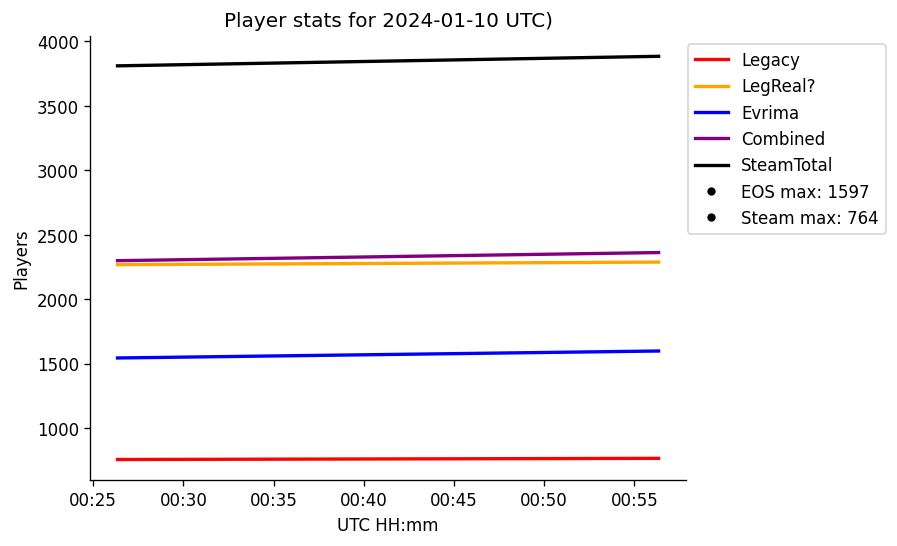 Player stats for 2024-01-10 UTC)
4000
3500
3000
2500
2000
1500
1000
Players
00:25 00:30 00:35 00:40 00:45 00:50 00:55
UTC HH:mm
Legacy
LegReal?
Evrima
Combined
SteamTotal
EOS max: 1597
Steam max: 764